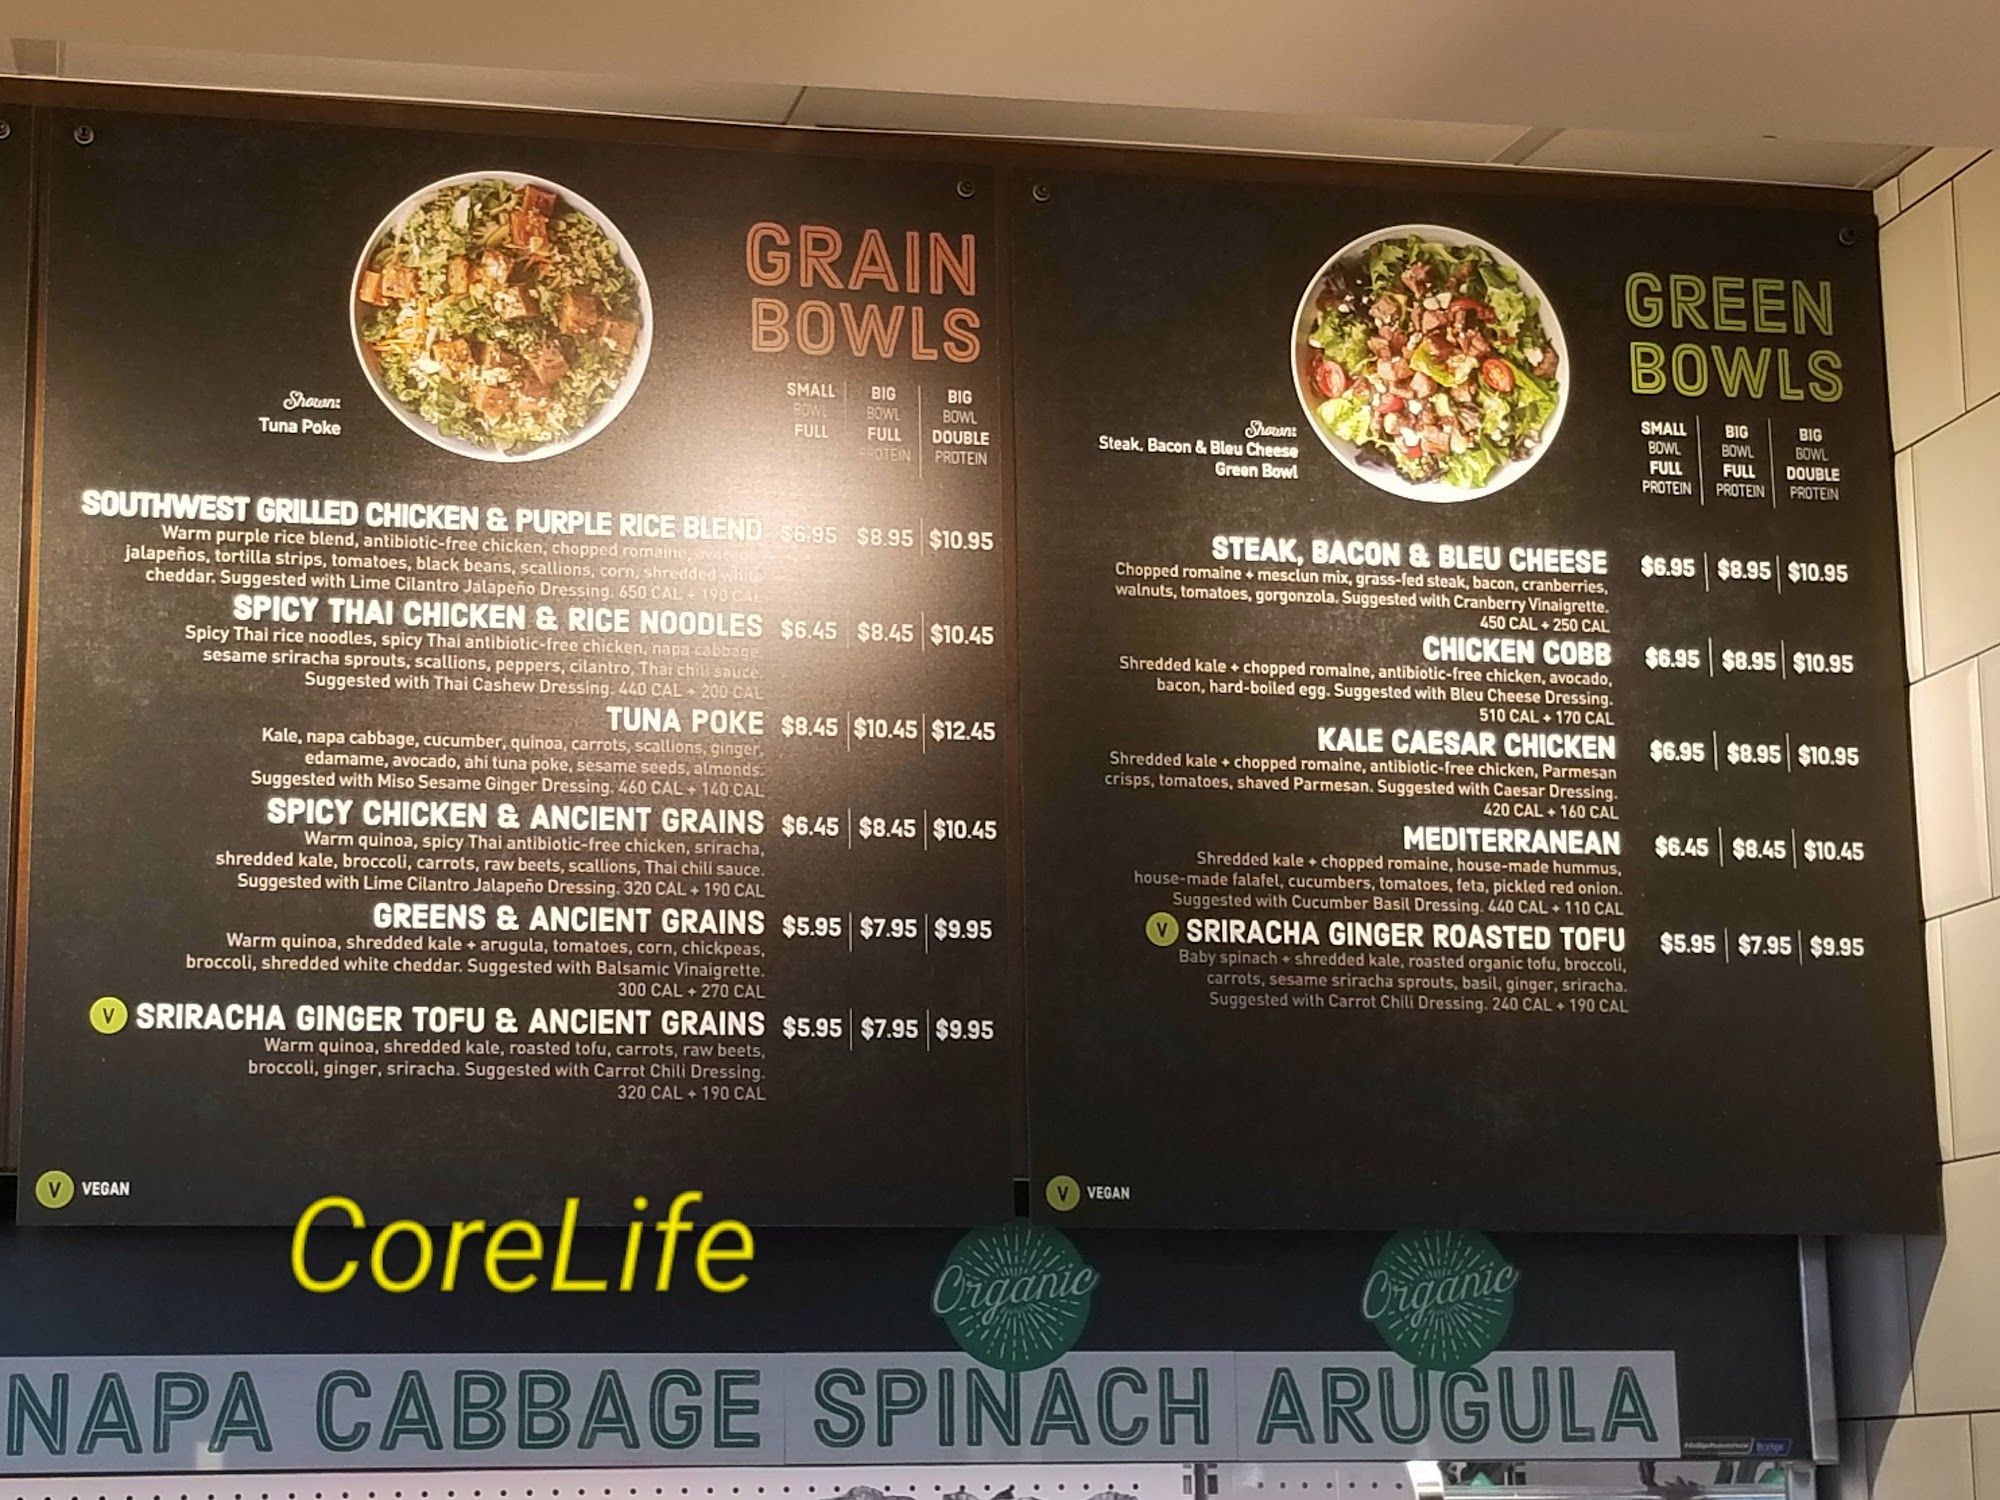 GRAIN
BOWLS
Shown:
Tuna Poke
SMALL BOWL FULL
BIG BOWL FULL PROTEIN
BIG BOWL DOUBLE PROTEIN
SOUTHWEST GRILLED CHICKEN & PURPLE RICE BLEND $6.95 $8.95 $10.95
Warm purple rice blend, antibiotic-free chicken, chopped romaine, avocado,
jalapeños, tortilla strips, tomatoes, black beans, scallions, corn, shredded white
cheddar. Suggested with Lime Cilantro Jalapeño Dressing. 650 CAL + 190 CAL
SPICY THAI CHICKEN & RICE NOODLES $6.45 $8.45 $10.45
Spicy Thai rice noodles, spicy Thai antibiotic-free chicken, napa cabbage,
sesame sriracha sprouts, scallions, peppers, cilantro, Thai chili sauce.
Suggested with Thai Cashew Dressing. 440 CAL + 200 CAL
TUNA POKE $8.45 $10.45 $12.45
Kale, napa cabbage, cucumber, quinoa, carrots, scallions, ginger,
edamame, avocado, ahi tuna poke, sesame seeds, almonds.
Suggested with Miso Sesame Ginger Dressing. 460 CAL + 140 CAL
SPICY CHICKEN & ANCIENT GRAINS $6.45 $8.45 $10.45
Warm quinoa, spicy Thai antibiotic-free chicken, sriracha,
shredded kale, broccoli, carrots, raw beets, scallions, Thai chili sauce.
Suggested with Lime Cilantro Jalapeño Dressing. 320 CAL + 190 CAL
GREENS & ANCIENT GRAINS $5.95 $7.95 $9.95
Warm quinoa, shredded kale + arugula, tomatoes, corn, chickpeas,
broccoli, shredded white cheddar. Suggested with Balsamic Vinaigrette.
300 CAL + 270 CAL
V SRIRACHA GINGER TOFU & ANCIENT GRAINS $5.95 $7.95 $9.95
Warm quinoa, shredded kale, roasted tofu, carrots, raw beets,
broccoli, ginger, sriracha. Suggested with Carrot Chili Dressing.
320 CAL + 190 CAL
V VEGAN
GREEN
BOWLS
Shown:
Steak, Bacon & Bleu Cheese
Green Bowl
SMALL BOWL FULL PROTEIN
BIG BOWL FULL PROTEIN
BIG BOWL DOUBLE PROTEIN
STEAK, BACON & BLEU CHEESE $6.95 $8.95 $10.95
Chopped romaine + mesclun mix, grass-fed steak, bacon, cranberries,
walnuts, tomatoes, gorgonzola. Suggested with Cranberry Vinaigrette.
450 CAL + 250 CAL
CHICKEN COBB $6.95 $8.95 $10.95
Shredded kale + chopped romaine, antibiotic-free chicken, avocado,
bacon, hard-boiled egg. Suggested with Bleu Cheese Dressing.
510 CAL + 170 CAL
KALE CAESAR CHICKEN $6.95 $8.95 $10.95
Shredded kale + chopped romaine, antibiotic-free chicken, Parmesan
crisps, tomatoes, shaved Parmesan. Suggested with Caesar Dressing.
420 CAL + 160 CAL
MEDITERRANEAN $6.45 $8.45 $10.45
Shredded kale + chopped romaine, house-made hummus,
house-made falafel, cucumbers, tomatoes, feta, pickled red onion.
Suggested with Cucumber Basil Dressing. 440 CAL + 110 CAL
V SRIRACHA GINGER ROASTED TOFU $5.95 $7.95 $9.95
Baby spinach + shredded kale, roasted organic tofu, broccoli,
carrots, sesame sriracha sprouts, basil, ginger, sriracha.
Suggested with Carrot Chili Dressing. 240 CAL + 190 CAL
V VEGAN
CoreLife
Organic
Organic
NAPA CABBAGE SPINACH ARUGULA